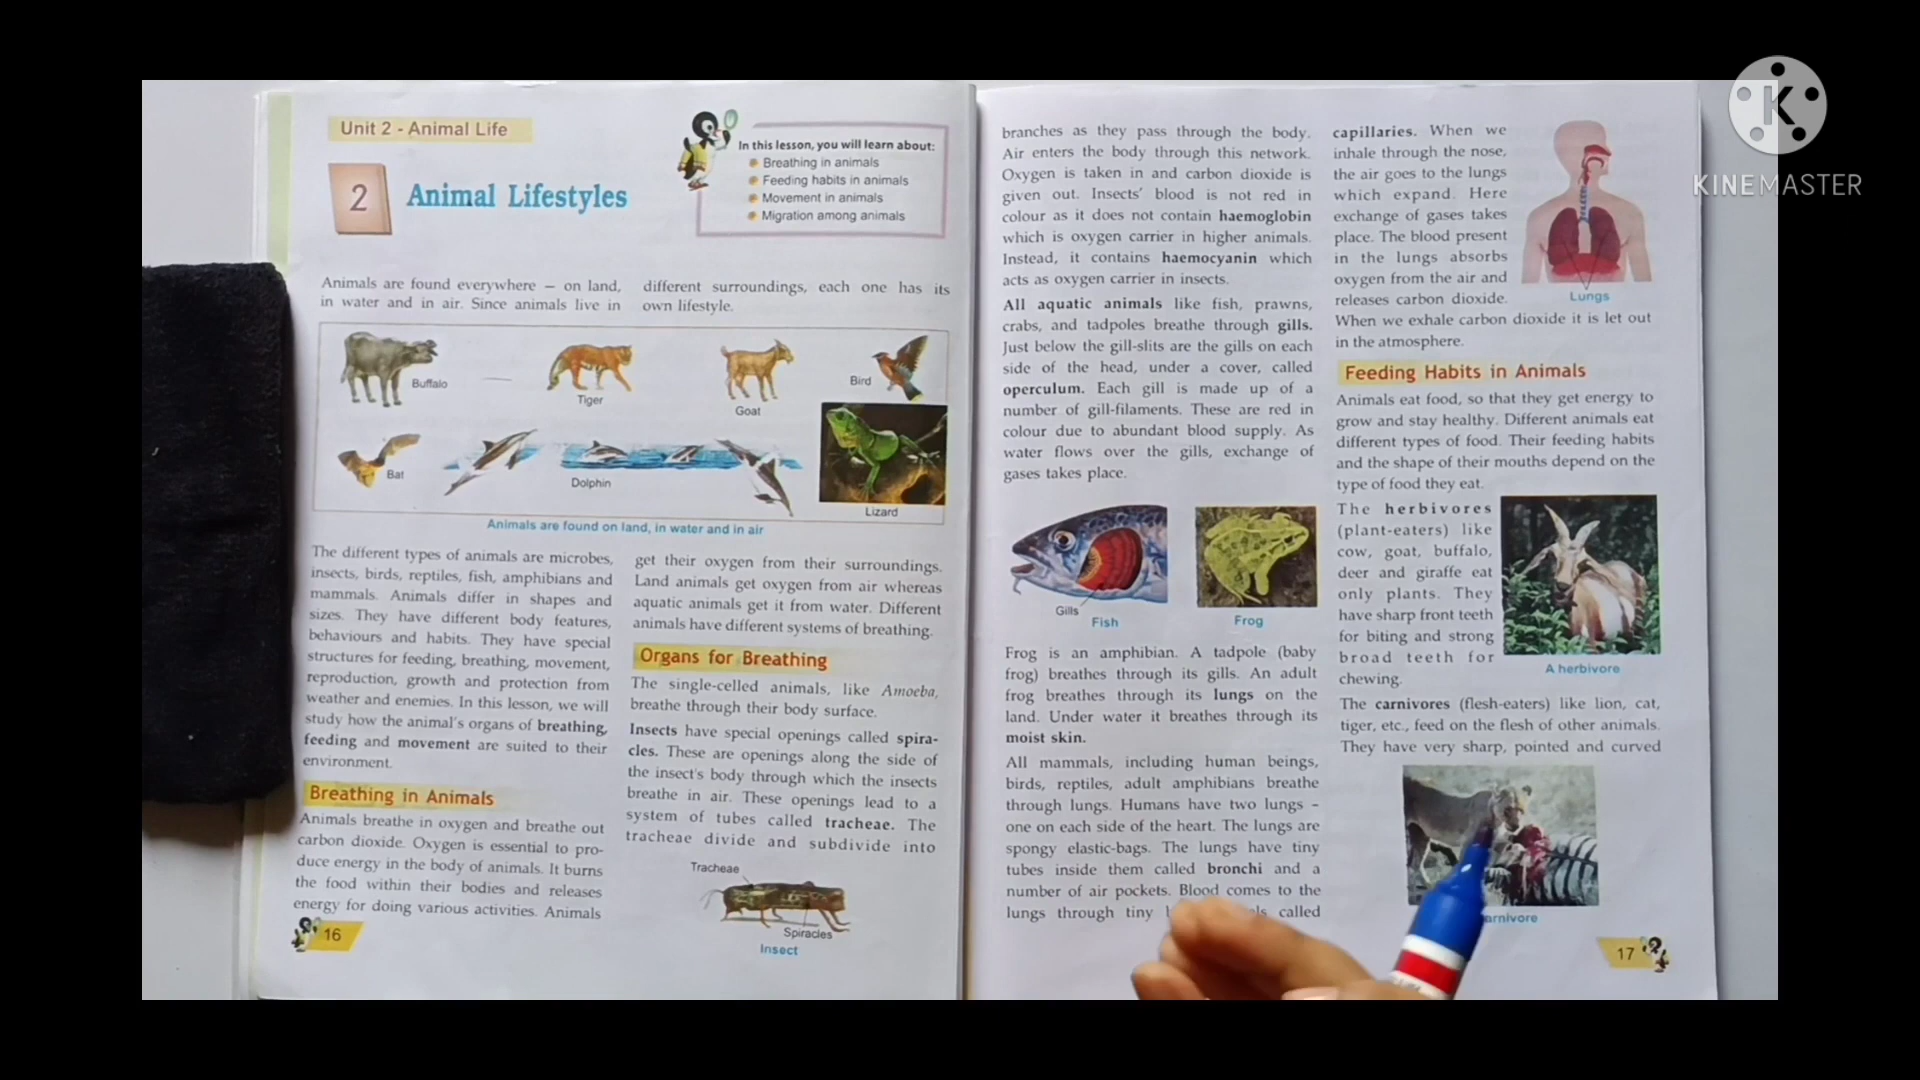 KINEMASTER
Unit 2 - Animal Life
2
Animal Lifestyles
In this lesson, you will learn about:
Breathing in animals
Feeding habits in animals
Movement in animals
Migration among animals
Animals are found everywhere – on land,
in water and in air. Since animals live in
different surroundings, each one has its
own lifestyle.
Buffalo
Tiger
Goat
Bird
Bat
Dolphin
Lizard
Animals are found on land, in water and in air
The different types of animals are microbes,
insects, birds, reptiles, fish, amphibians and
mammals. Animals differ in shapes and
sizes. They have different body features,
behaviours and habits. They have special
structures for feeding, breathing, movement,
reproduction, growth and protection from
weather and enemies. In this lesson, we will
study how the animal's organs of breathing,
feeding and movement are suited to their
environment.
Breathing in Animals
Animals breathe in oxygen and breathe out
carbon dioxide. Oxygen is essential to pro-
duce energy in the body of animals. It burns
the food within their bodies and releases
energy for doing various activities. Animals
16
get their oxygen from their surroundings.
Land animals get oxygen from air whereas
aquatic animals get it from water. Different
animals have different systems of breathing.
Organs for Breathing
The single-celled animals, like Amoeba,
breathe through their body surface.
Insects have special openings called spira-
cles. These are openings along the side of
the insect's body through which the insects
breathe in air. These openings lead to a
system of tubes called tracheae. The
tracheae divide and subdivide into
Tracheae
Spiracles
Insect
branches as they pass through the body.
Air enters the body through this network.
Oxygen is taken in and carbon dioxide is
given out. Insects' blood is not red in
colour as it does not contain haemoglobin
which is oxygen carrier in higher animals.
Instead, it contains haemocyanin which
acts as oxygen carrier in insects.
All aquatic animals like fish, prawns,
crabs, and tadpoles breathe through gills.
Just below the gill-slits are the gills on each
side of the head, under a cover, called
operculum. Each gill is made up of a
number of gill-filaments. These are red in
colour due to abundant blood supply. As
water flows over the gills, exchange of
gases takes place.
Gills
Fish
Frog
Frog is an amphibian. A tadpole (baby
frog) breathes through its gills. An adult
frog breathes through its lungs on the
land. Under water it breathes through its
moist skin.
All mammals, including human beings,
birds, reptiles, adult amphibians breathe
through lungs. Humans have two lungs –
one on each side of the heart. The lungs are
spongy elastic-bags. The lungs have tiny
tubes inside them called bronchi and a
number of air pockets. Blood comes to the
lungs through tiny called
capillaries. When we
inhale through the nose,
the air goes to the lungs
which expand. Here
exchange of gases takes
place. The blood present
in the lungs absorbs
oxygen from the air and
releases carbon dioxide.
When we exhale carbon dioxide it is let out
in the atmosphere.
Lungs
Feeding Habits in Animals
Animals eat food, so that they get energy to
grow and stay healthy. Different animals eat
different types of food. Their feeding habits
and the shape of their mouths depend on the
type of food they eat.
The herbivores
(plant-eaters) like
cow, goat, buffalo,
deer and giraffe eat
only plants. They
have sharp front teeth
for biting and strong
broad teeth for
chewing.
A herbivore
The carnivores (flesh-eaters) like lion, cat,
tiger, etc., feed on the flesh of other animals.
They have very sharp, pointed and curved
17